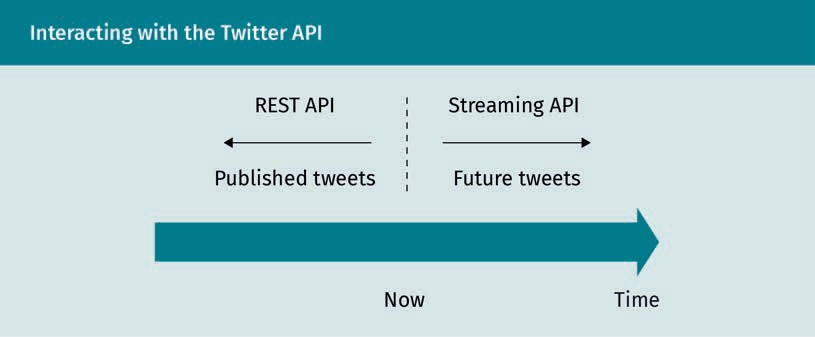 Interacting with the Twitter API
REST API
Streaming API
Published tweets
Future tweets
Now
Time